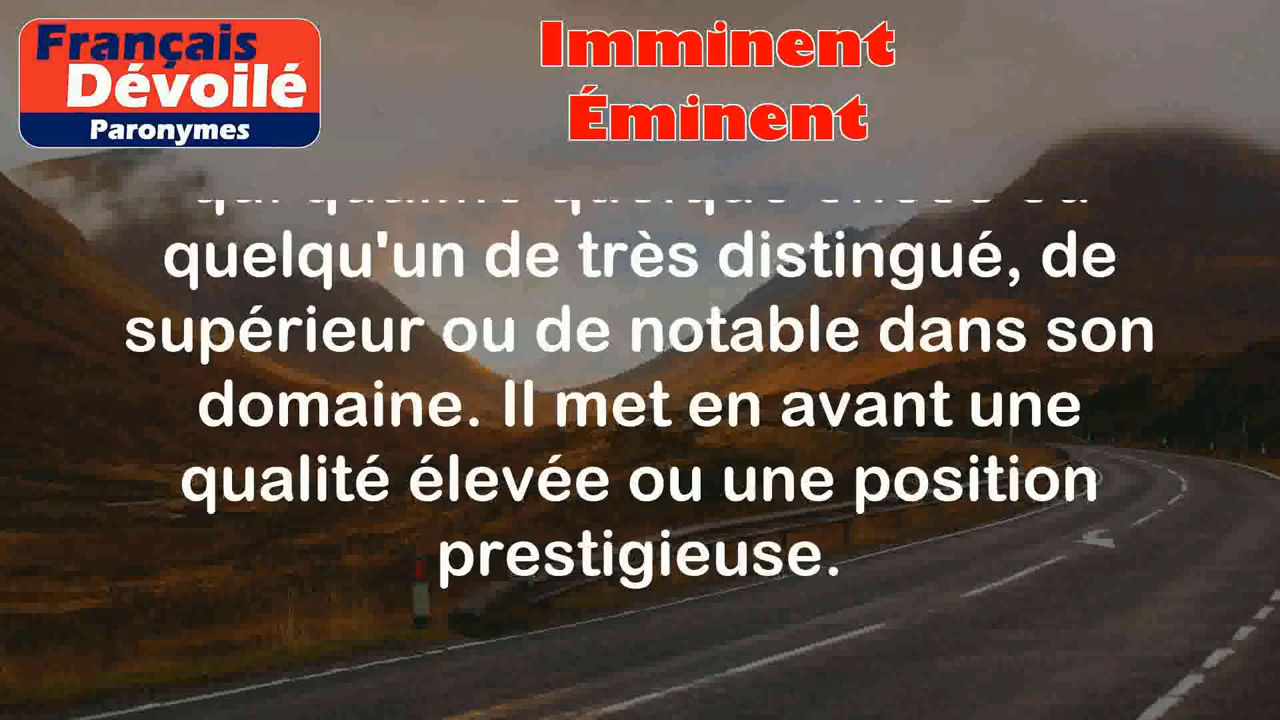 Français
Dévoilé
Paronymes
Imminent
Éminent
quelqu'un de très distingué, de
supérieur ou de notable dans son
domaine. Il met en avant une
qualité élevée ou une position
prestigieuse.